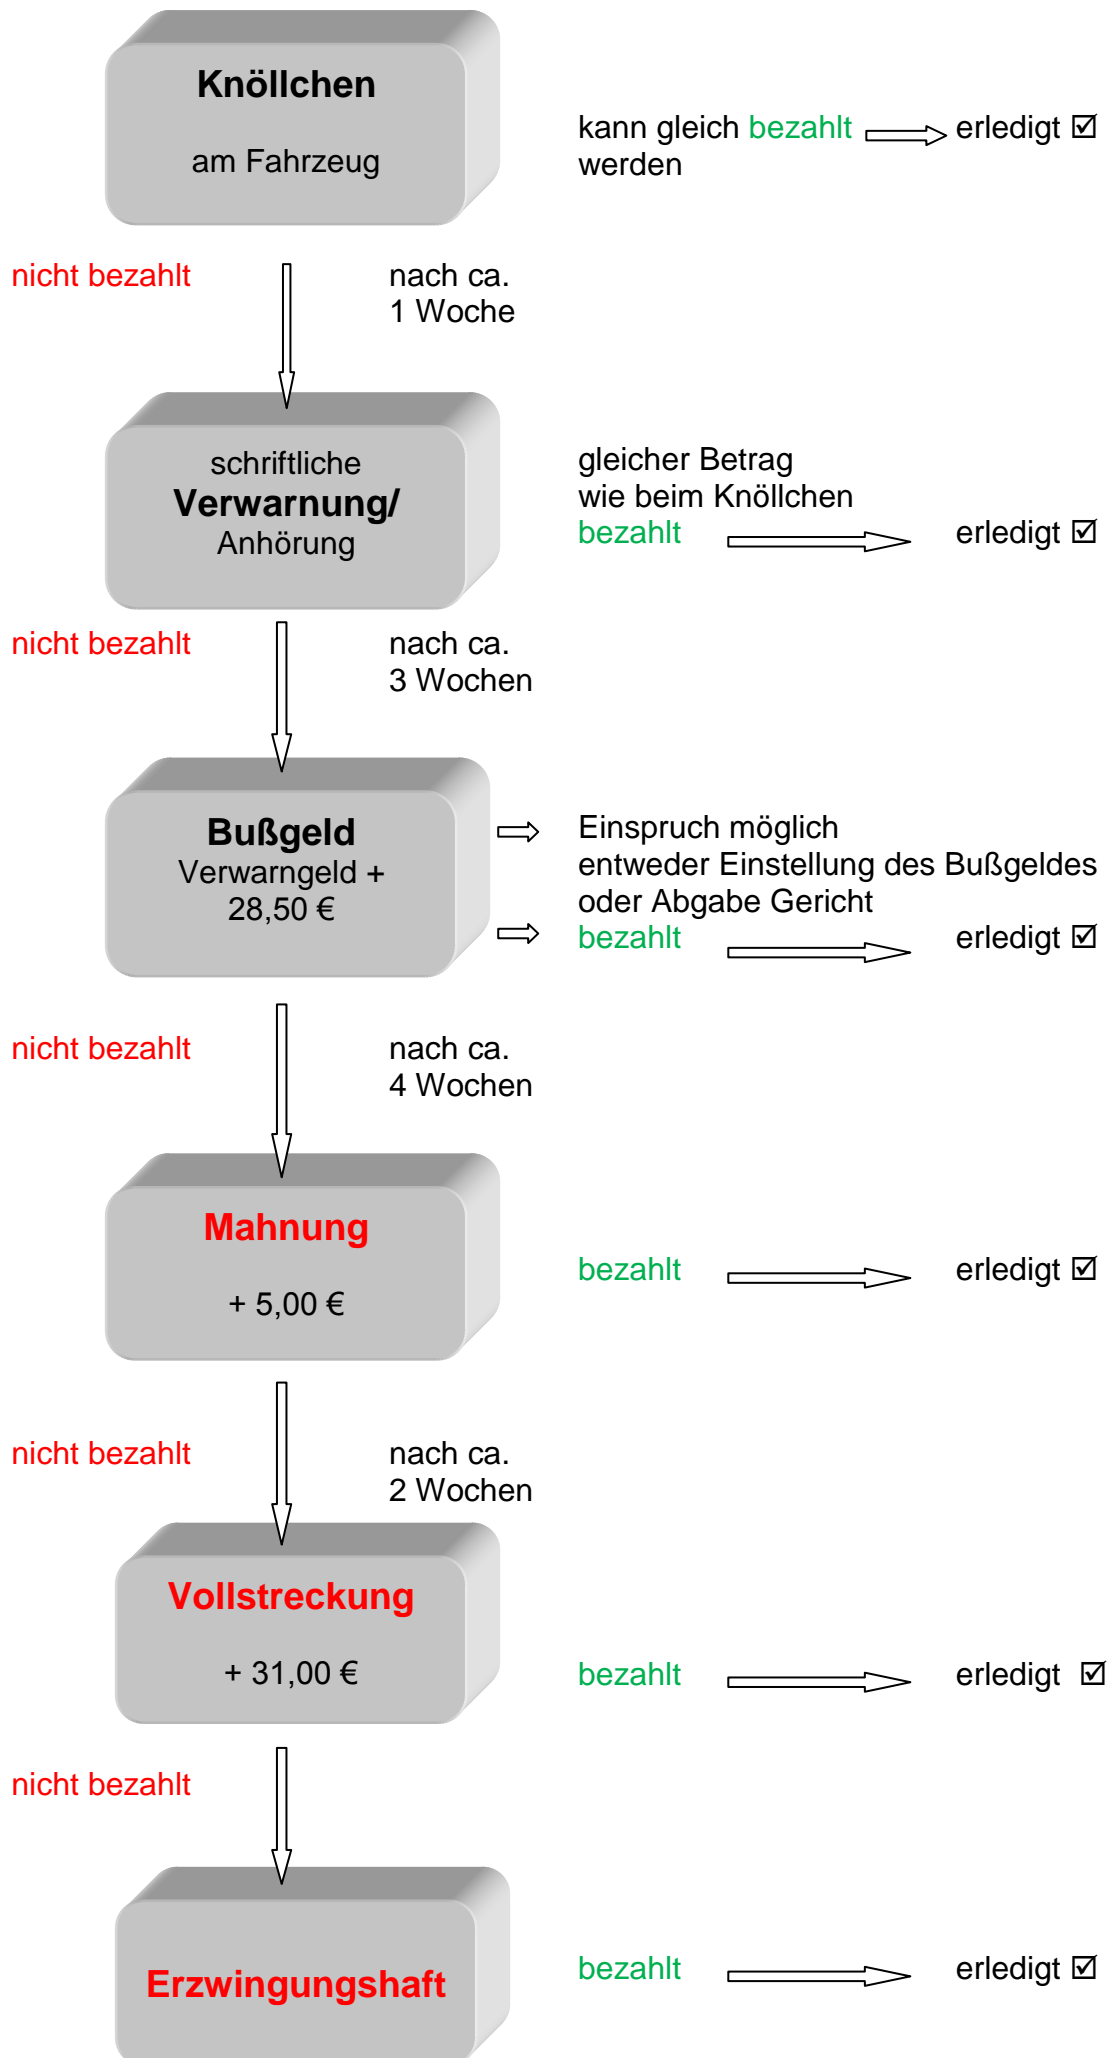 Knöllchen
am Fahrzeug
kann gleich bezahlt erledigt ☑
werden
nicht bezahlt
nach ca.
1 Woche
schriftliche
Verwarnung/
Anhörung
gleicher Betrag
wie beim Knöllchen
bezahlt erledigt ☑
nicht bezahlt
nach ca.
3 Wochen
Bußgeld
Verwarngeld +
28,50 €
Einspruch möglich
entweder Einstellung des Bußgeldes
oder Abgabe Gericht
bezahlt erledigt ☑
nicht bezahlt
nach ca.
4 Wochen
Mahnung
+ 5,00 €
bezahlt erledigt ☑
nicht bezahlt
nach ca.
2 Wochen
Vollstreckung
+ 31,00 €
bezahlt erledigt ☑
nicht bezahlt
Erzwingungshaft
bezahlt erledigt ☑